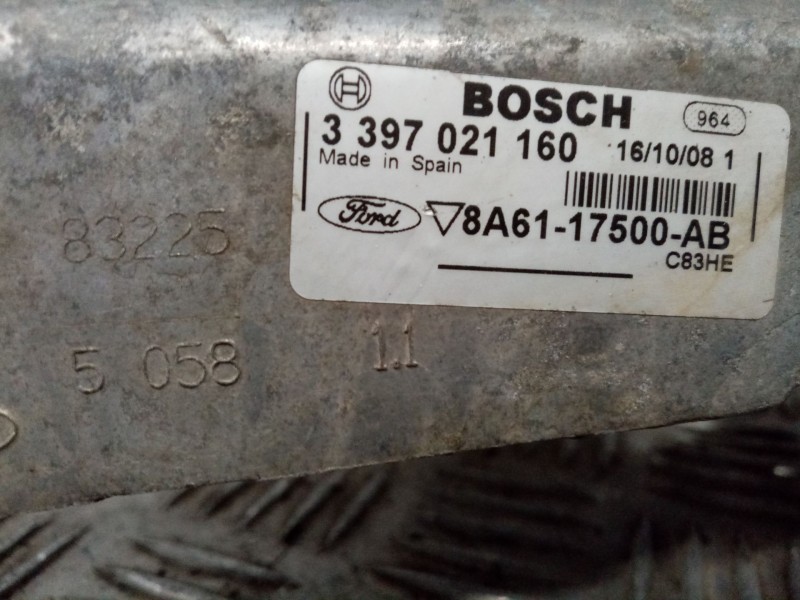 BOSCH 964
3 397 021 160 16/10/08 1
Made in Spain
Ford 8A61-17500-AB
C83HE
83225
5 058 1.1